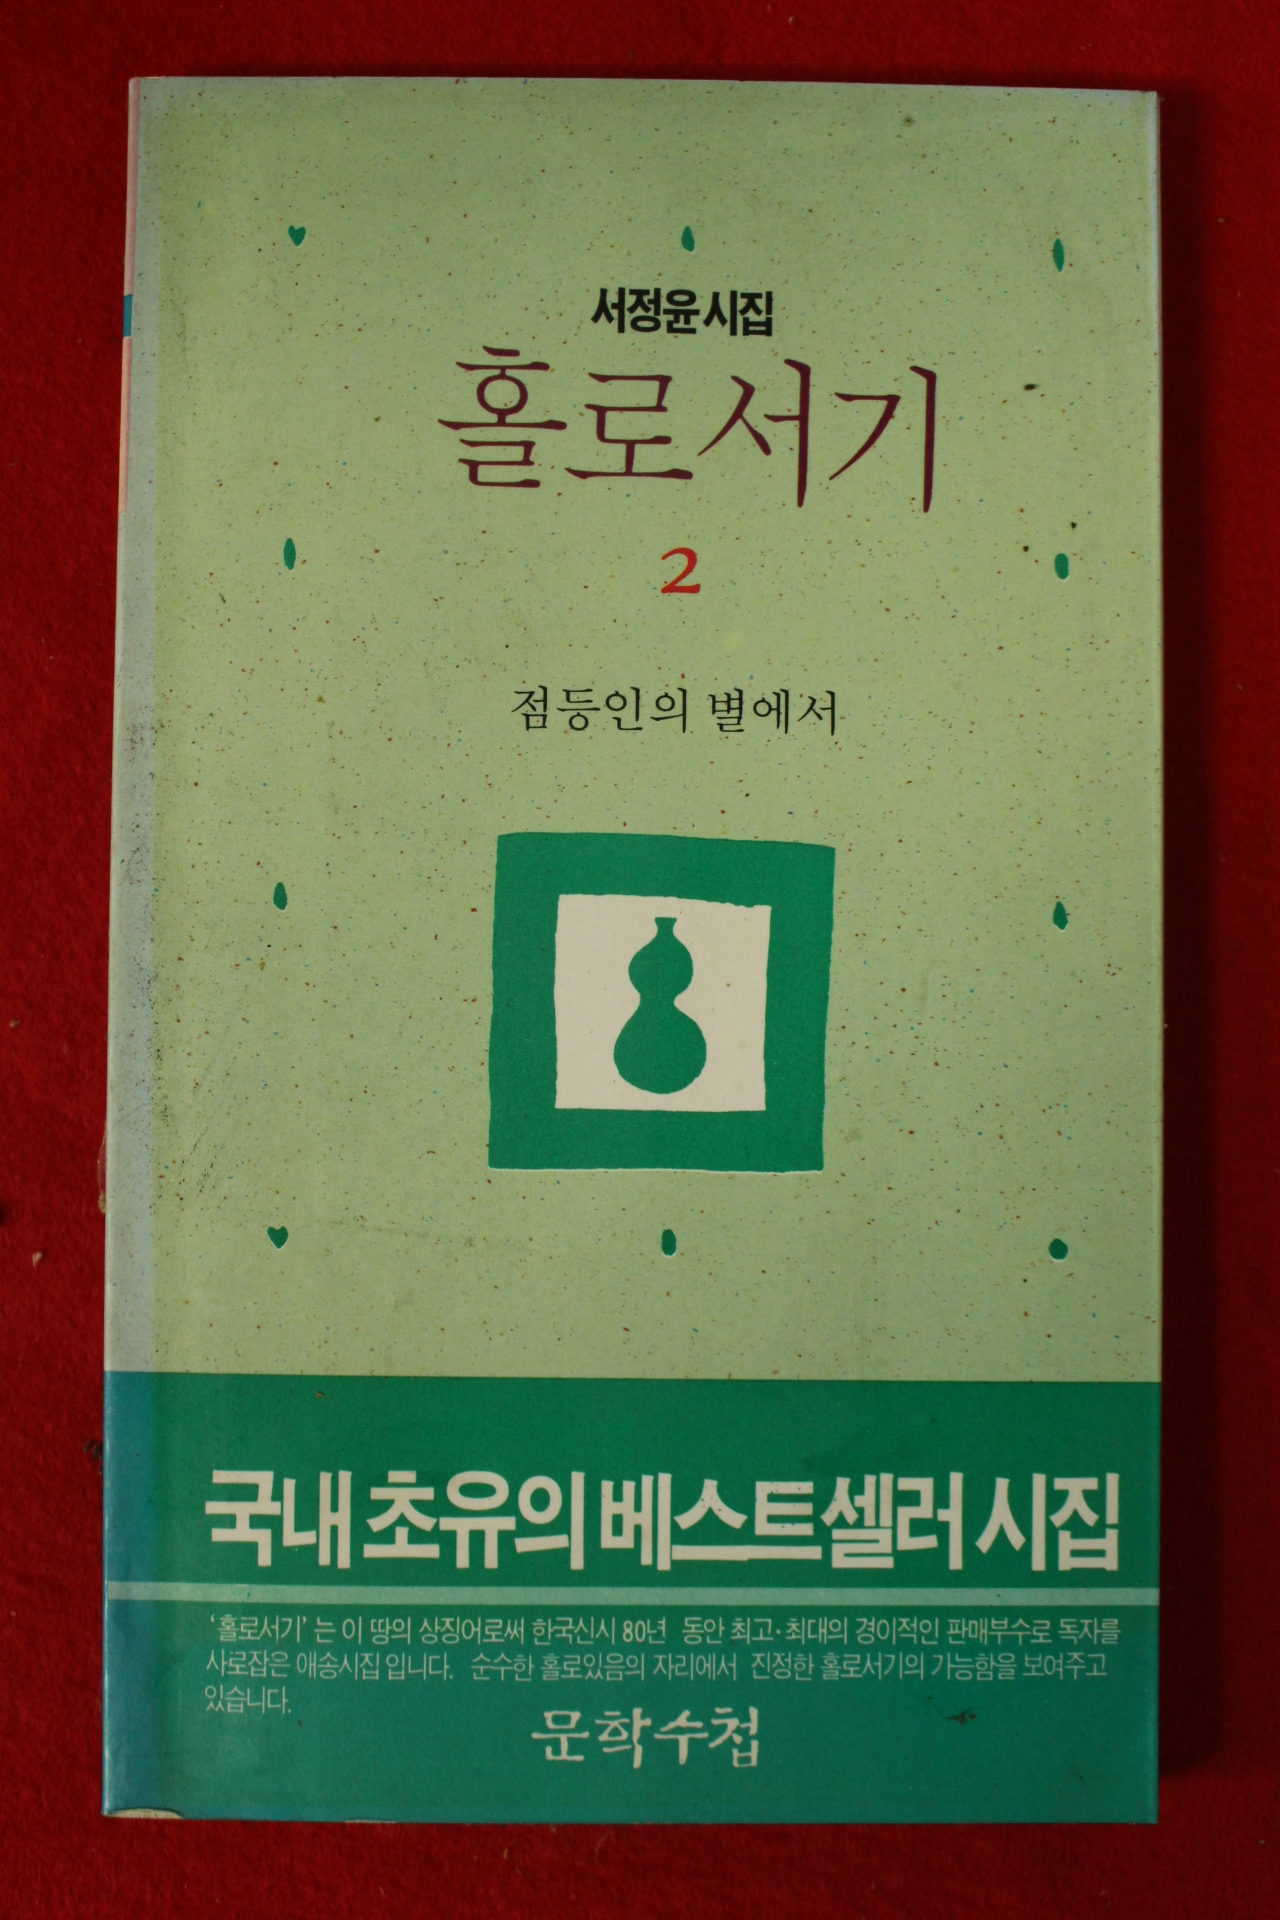 서정윤 시집
홀로서기
2
점등인의 별에서
국내 초유의 베스트셀러 시집
'홀로서기' 는 이 땅의 상징어로써 한국신시 80년 동안 최고·최대의 경이적인 판매부수로 독자를
사로잡은 애송시집 입니다. 순수한 홀로있음의 자리에서 진정한 홀로서기의 가능함을 보여주고
있습니다.
문학수첩